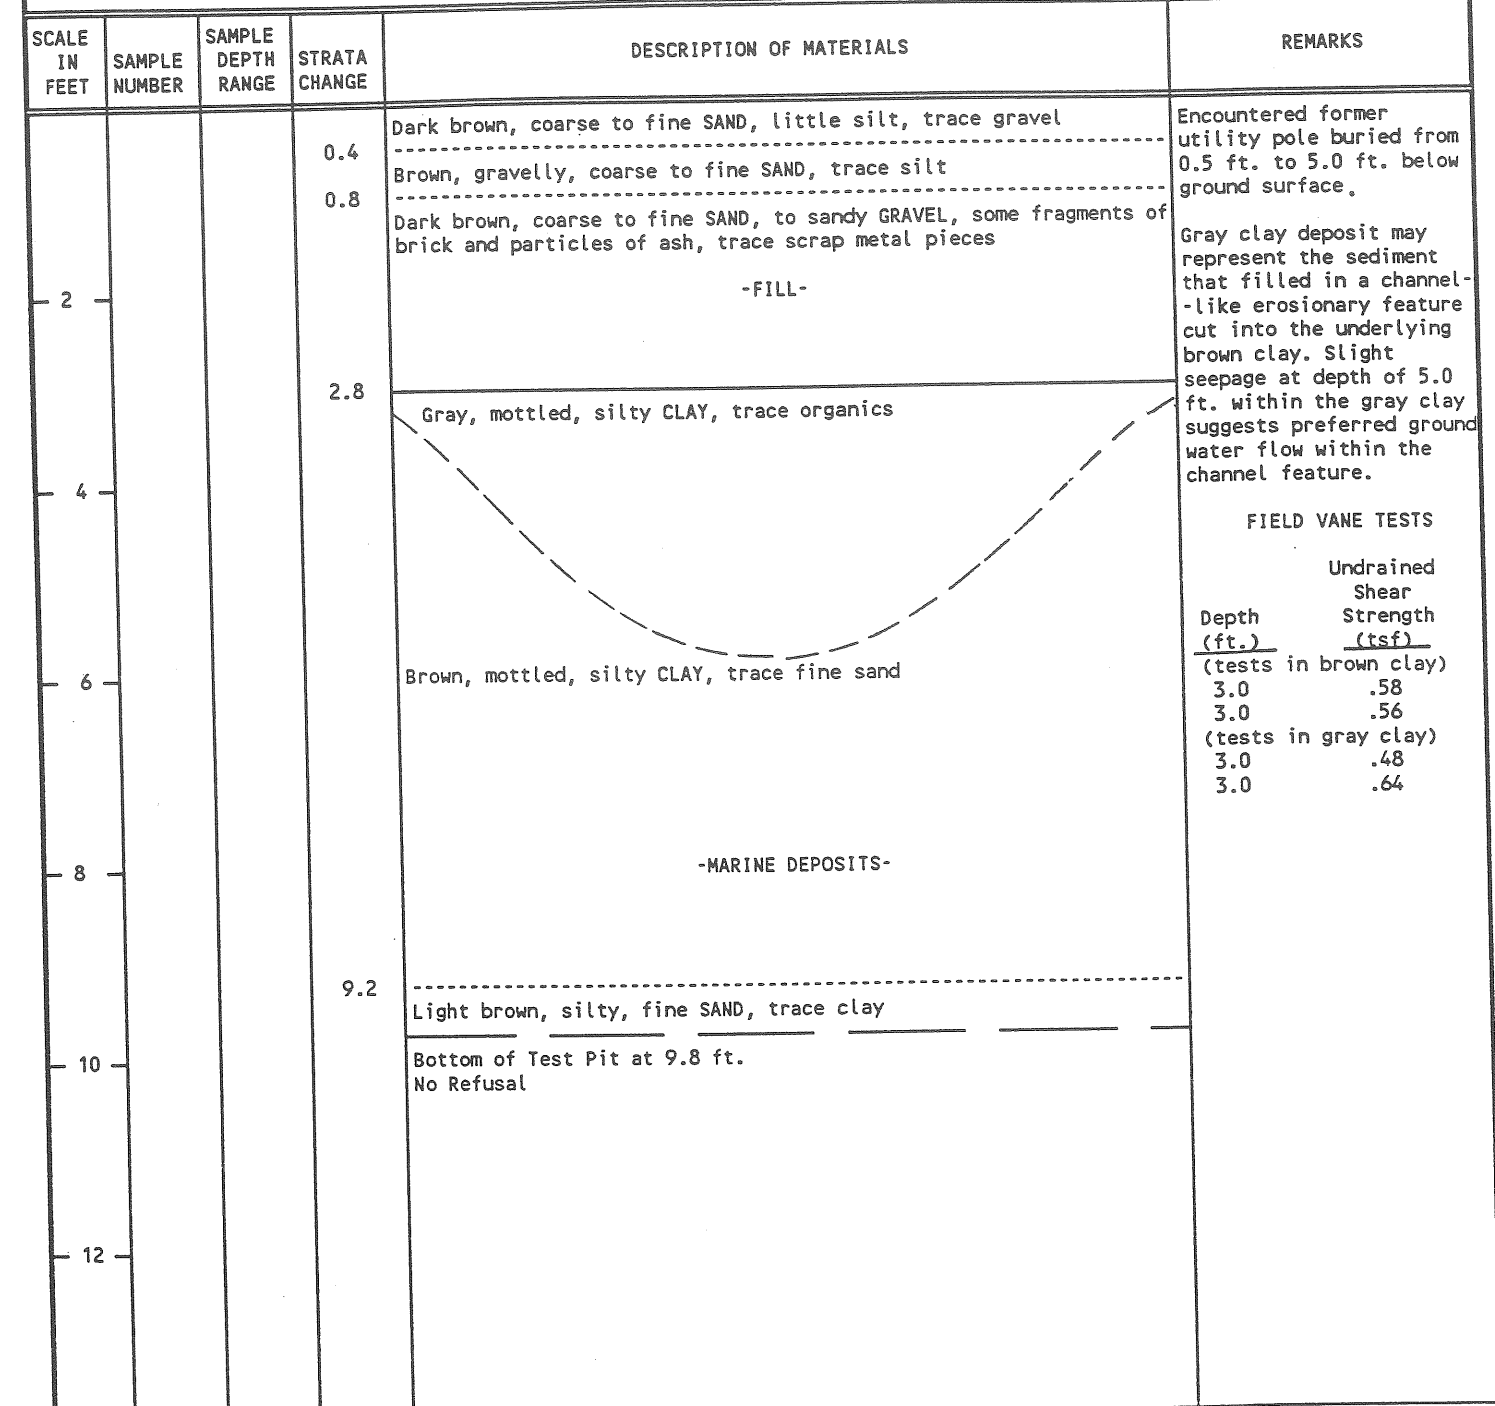 SCALE
IN
FEET
SAMPLE
NUMBER
SAMPLE
DEPTH
RANGE
STRATA
CHANGE
DESCRIPTION OF MATERIALS
REMARKS
Dark brown, coarse to fine SAND, little silt, trace gravel
0.4
Brown, gravelly, coarse to fine SAND, trace silt
0.8
Dark brown, coarse to fine SAND, to sandy GRAVEL, some fragments of
brick and particles of ash, trace scrap metal pieces
-FILL-
2
2.8
Gray, mottled, silty CLAY, trace organics
4
6
Brown, mottled, silty CLAY, trace fine sand
8
-MARINE DEPOSITS-
9.2
Light brown, silty, fine SAND, trace clay
10
Bottom of Test Pit at 9.8 ft.
No Refusal
12
Encountered former
utility pole buried from
0.5 ft. to 5.0 ft. below
ground surface.
Gray clay deposit may
represent the sediment
that filled in a channel-
-like erosionary feature
cut into the underlying
brown clay. Slight
seepage at depth of 5.0
ft. within the gray clay
suggests preferred ground
water flow within the
channel feature.
FIELD VANE TESTS
Undrained
Shear
Depth Strength
(ft.) (tsf)
(tests in brown clay)
3.0 .58
3.0 .56
(tests in gray clay)
3.0 .48
3.0 .64